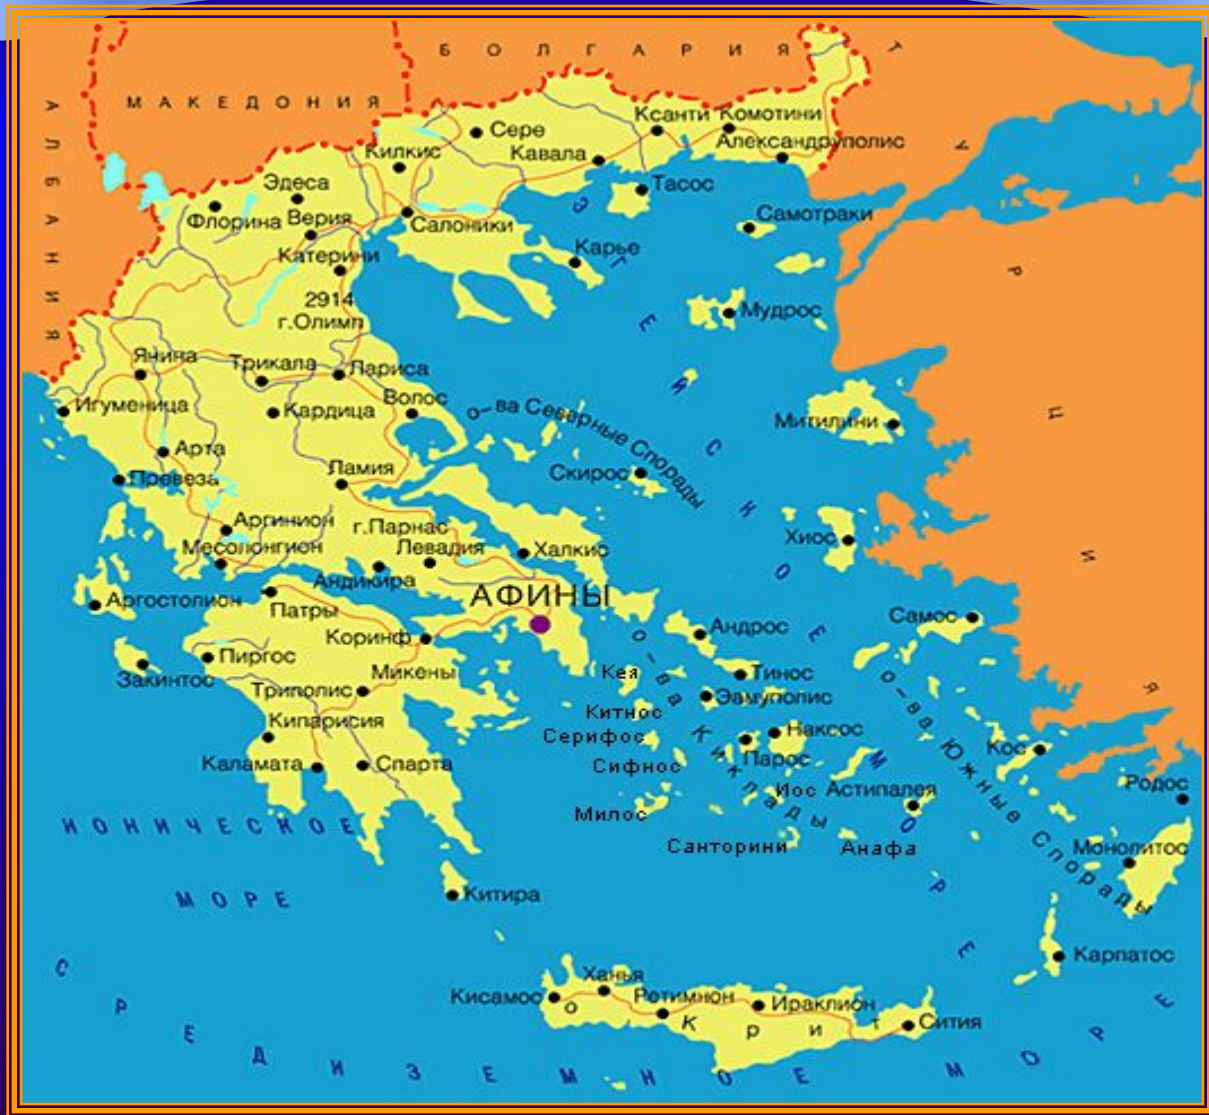 БОЛГАРИЯ
МАКЕДОНИЯ
АЛБАНИЯ
ТУРЦИЯ
Сере
Ксанти
Комотини
Килкис
Кавала
Александруполис
Эдеса
Тасос
Флорина
Верия
Салоники
Самотраки
Катерини
Карье
2914
г.Олимп
Мудрос
ЭГЕЙСКОЕ МОРЕ
Янина
Трикала
Лариса
Игуменица
Кардица
Волос
о-ва Северные Спорады
Митилини
Арта
Ламия
Скирос
Превеза
Аргинион
г.Парнас
Хиос
Месолонгион
Левадия
Халкис
Андикира
АФИНЫ
Аргостолион
Патры
Самос
Коринф
Андрос
Пиргос
Закинтос
Микены
Кея
Тинос
Триполис
Эамуполис
о-ва Киклады
о-ва Южные Спорады
Кипарисия
Китнос
Серифос
Наксос
Кос
Каламата
Спарта
Сифнос
Парос
Родос
Иос
Астипалея
Милос
ИОНИЧЕСКОЕ
МОРЕ
Санторини
Анафа
Монолитос
Китира
Карпатос
Ханья
Кисамос
Ретимнон
Ираклион
Сития
о Крит
СРЕДИЗЕМНОЕ МОРЕ